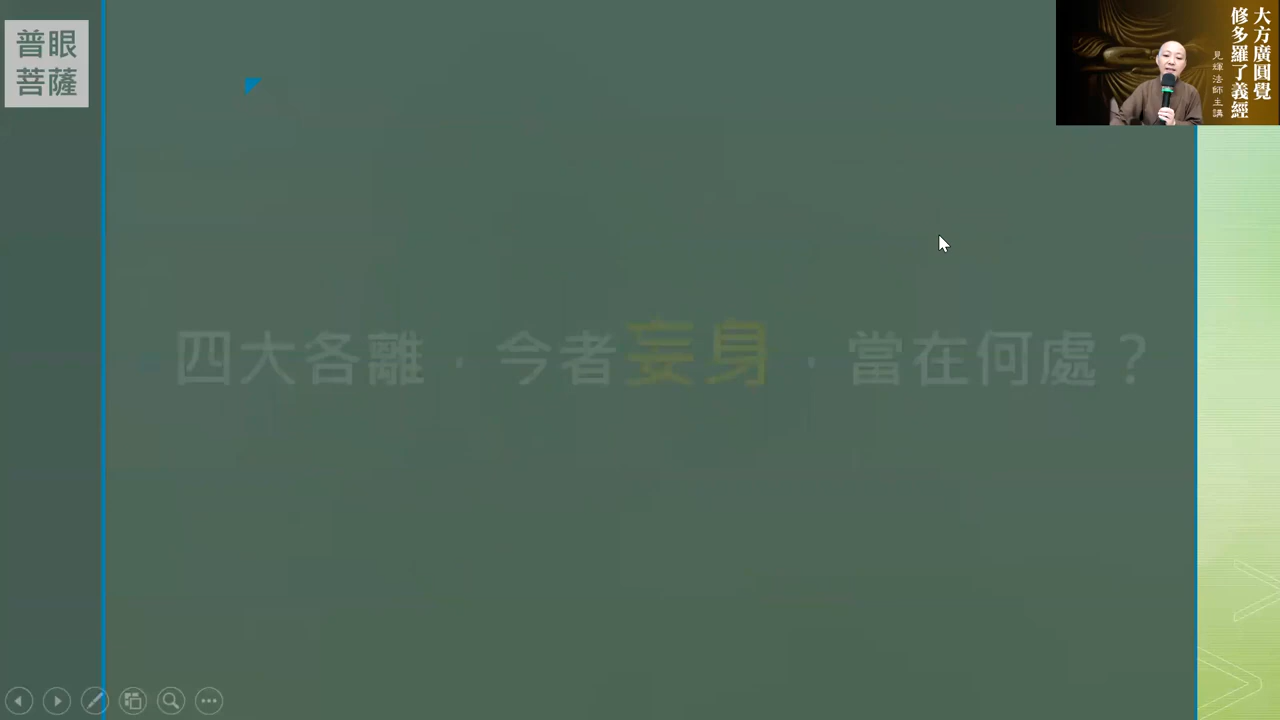 普眼
菩薩
大方廣圓覺
修多羅了義經
見輝法師主講
四大各離，今者妄身，當在何處？